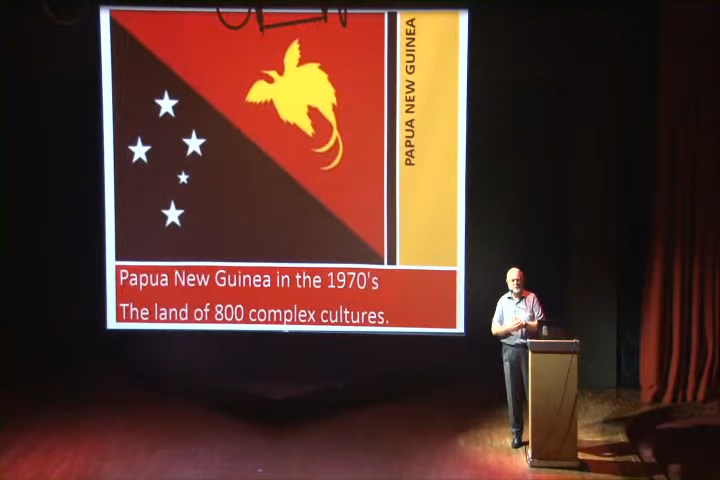 PAPUA NEW GUINEA
Papua New Guinea in the 1970's
The land of 800 complex cultures.